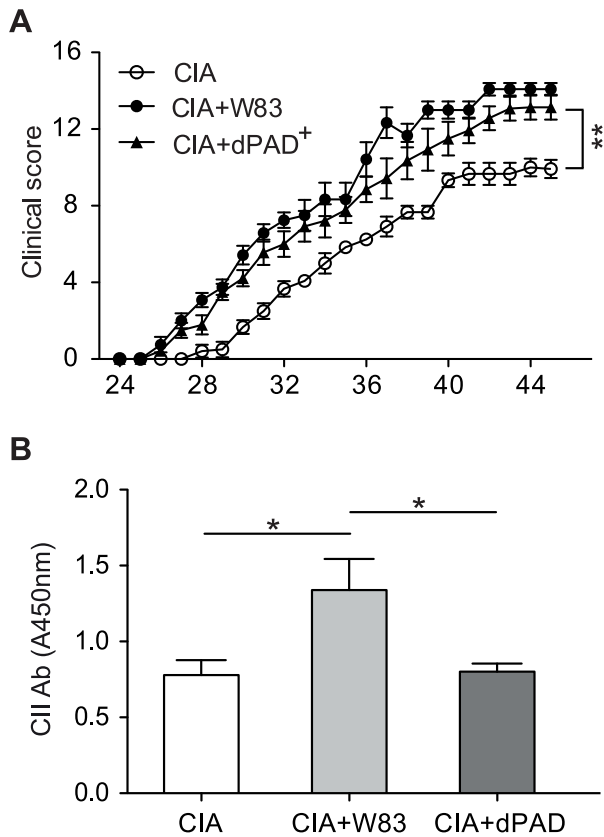 A
Clinical score
16
12
8
4
0
CIA
CIA+W83
CIA+dPAD+
**
24 28 32 36 40 44
B
CII Ab (A450nm)
2.0
1.5
1.0
0.5
0.0
*
*
CIA CIA+W83 CIA+dPAD